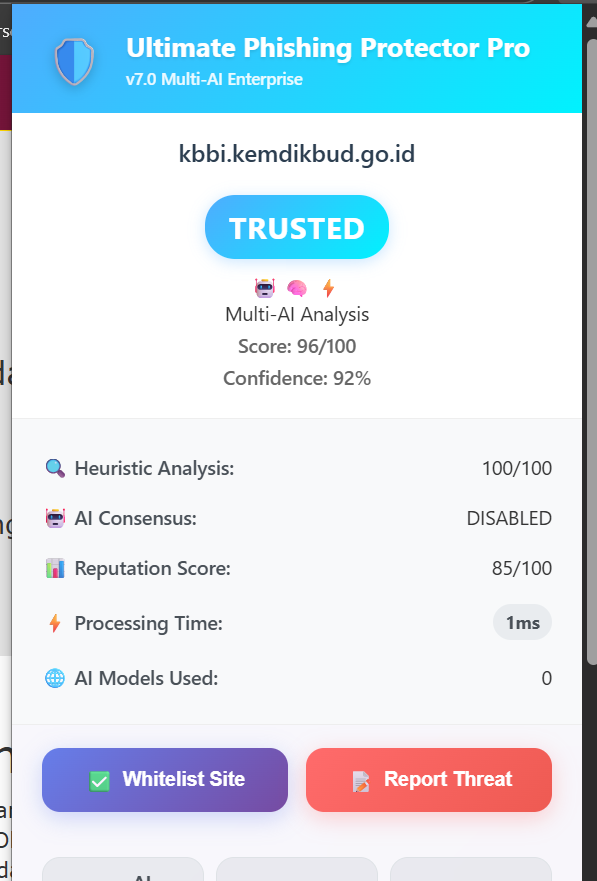 Ultimate Phishing Protector Pro
v7.0 Multi-AI Enterprise
kbbi.kemdikbud.go.id
TRUSTED
Multi-AI Analysis
Score: 96/100
Confidence: 92%
Heuristic Analysis: 100/100
AI Consensus: DISABLED
Reputation Score: 85/100
Processing Time: 1ms
AI Models Used: 0
Whitelist Site Report Threat